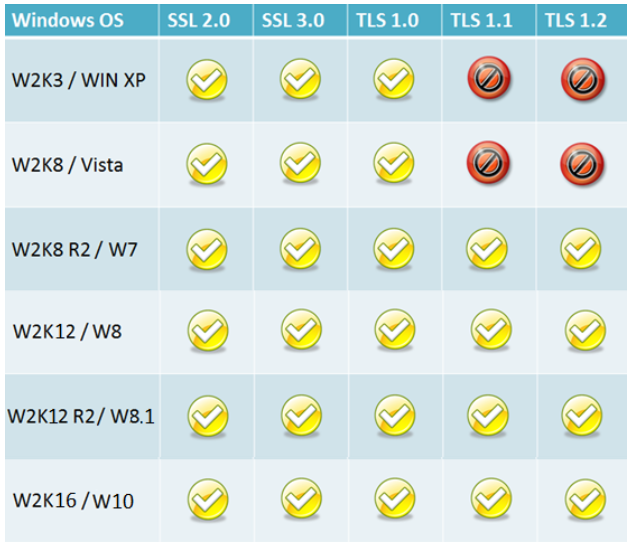 Windows OS SSL 2.0 SSL 3.0 TLS 1.0 TLS 1.1 TLS 1.2
W2K3 / WIN XP
W2K8 / Vista
W2K8 R2 / W7
W2K12 / W8
W2K12 R2 / W8.1
W2K16 / W10